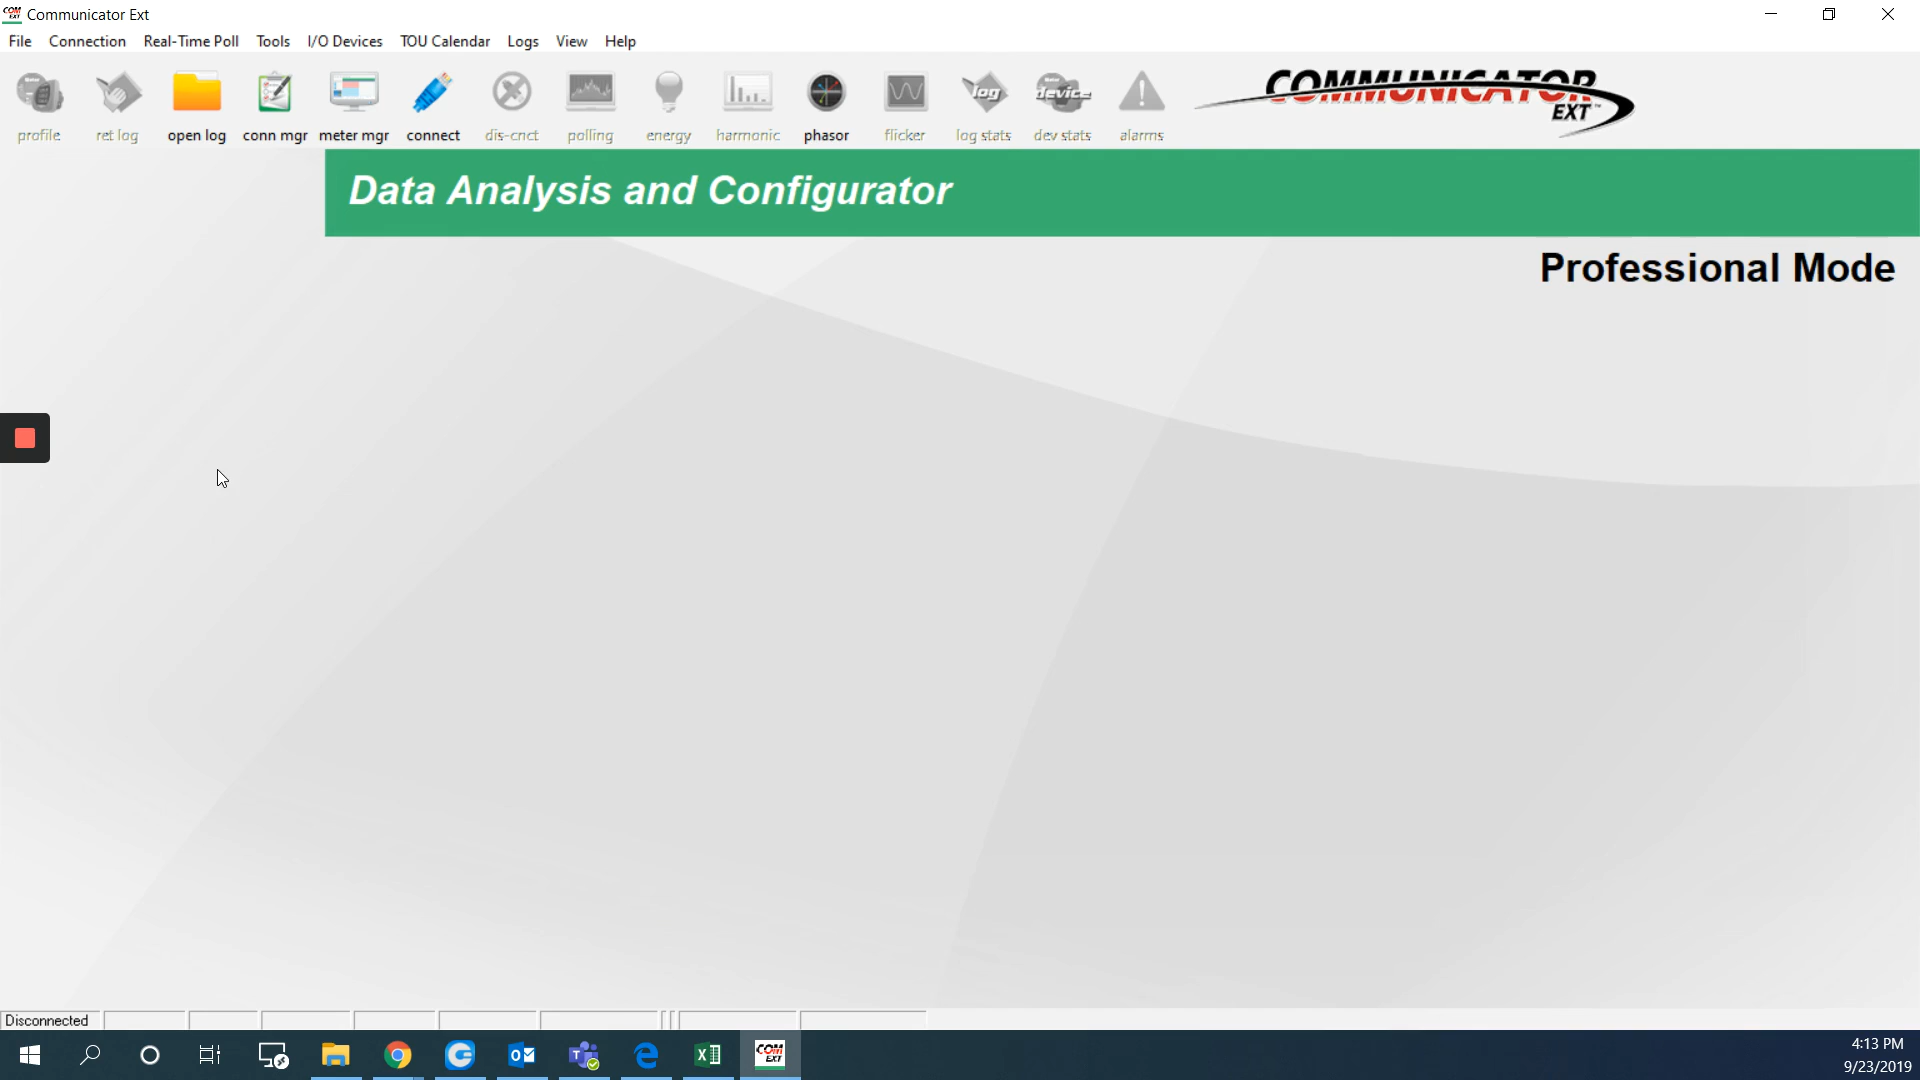 Communicator Ext
File Connection Real-Time Poll Tools I/O Devices TOU Calendar Logs View Help
COMMUNICATOR
EXT™
log device
profile ret log open log conn mgr meter mgr connect dis-cnct polling energy harmonic phasor flicker log stats dev stats alarms
Data Analysis and Configurator
Professional Mode
Disconnected
COM
EXT
4:13 PM
9/23/2019